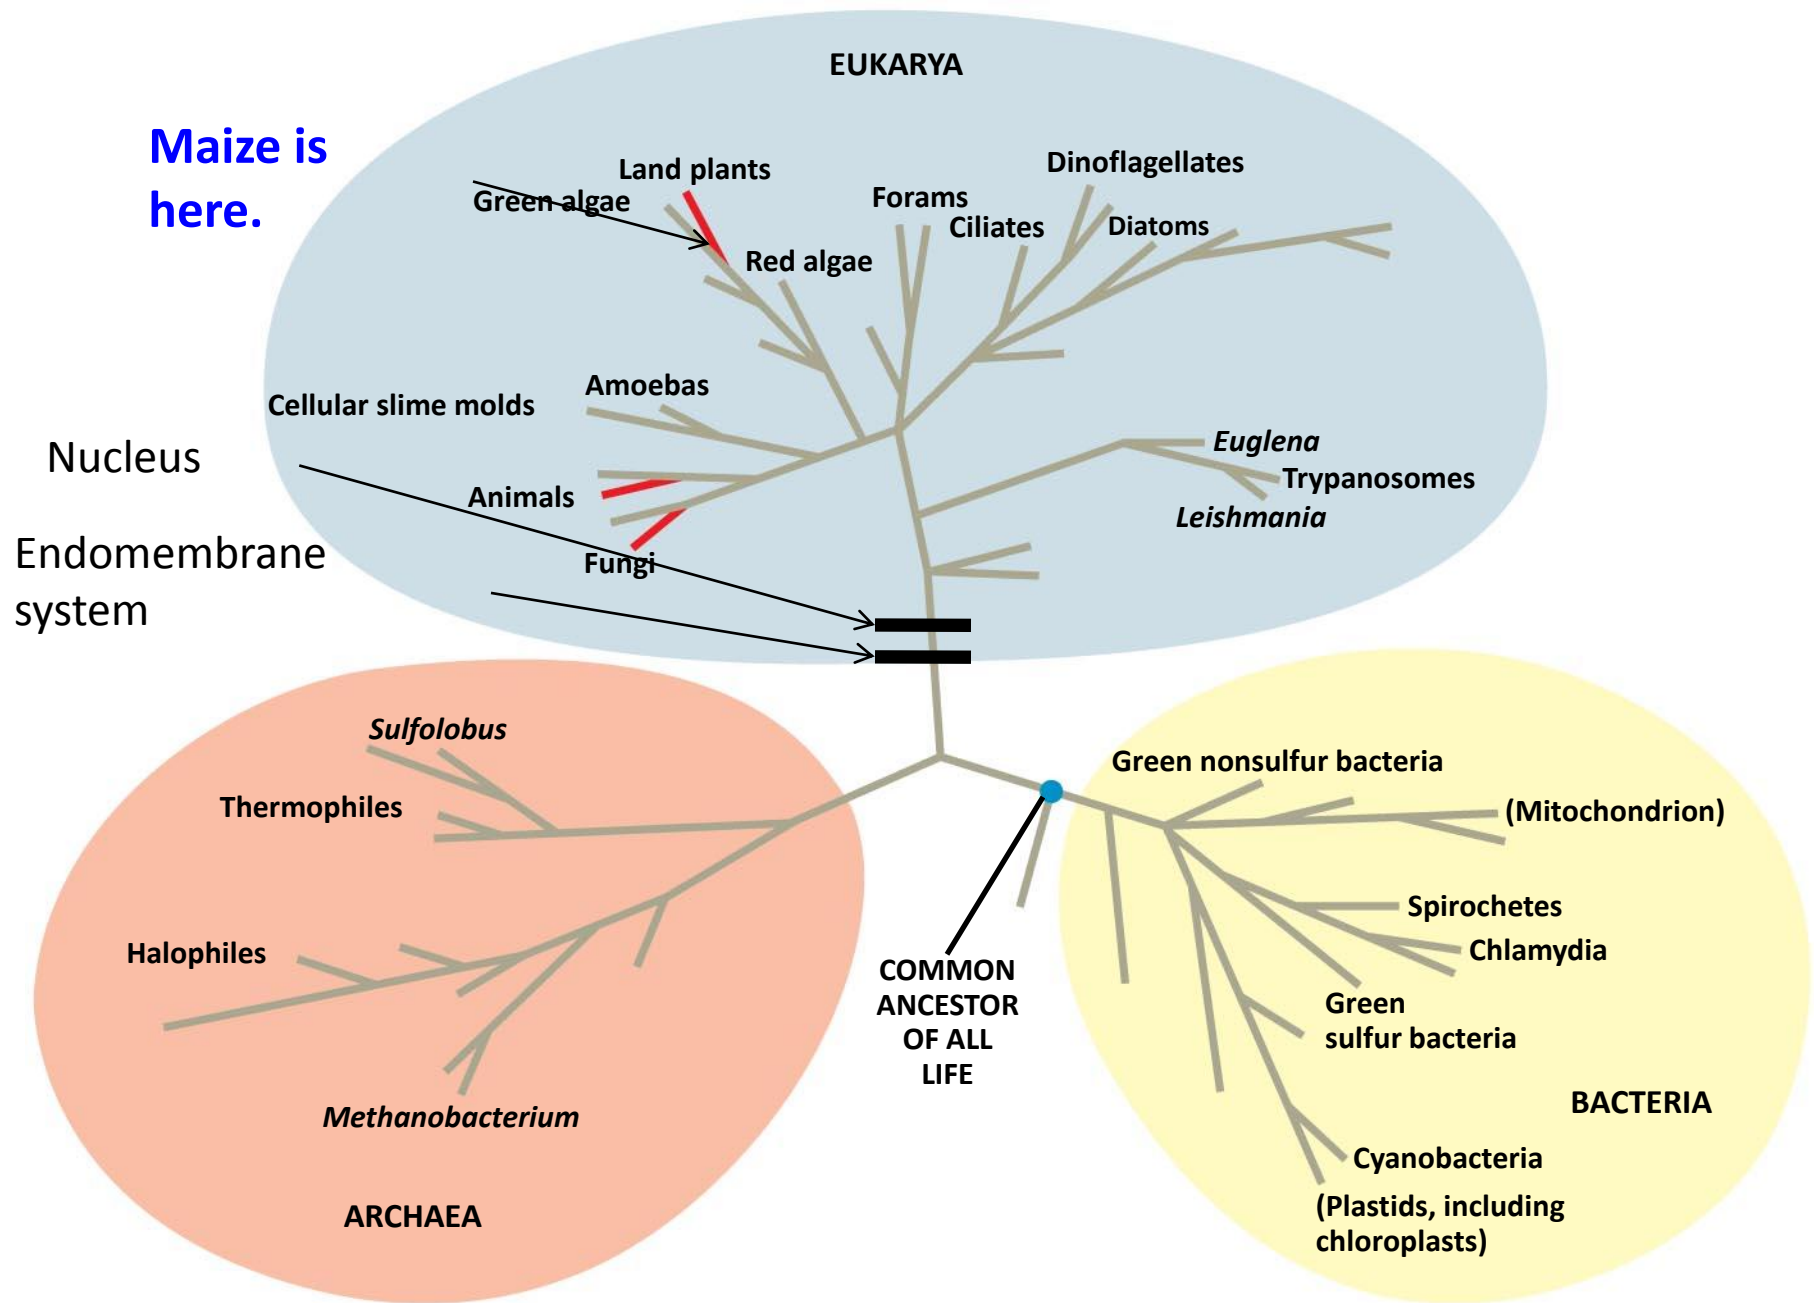 EUKARYA
Maize is
here.
Land plants
Green algae
Dinoflagellates
Forams
Ciliates
Diatoms
Red algae
Amoebas
Cellular slime molds
Nucleus
Euglena
Trypanosomes
Leishmania
Animals
Endomembrane
system
Fungi
Sulfolobus
Thermophiles
Halophiles
Methanobacterium
ARCHAEA
COMMON
ANCESTOR
OF ALL
LIFE
Green nonsulfur bacteria
(Mitochondrion)
Spirochetes
Chlamydia
Green
sulfur bacteria
BACTERIA
Cyanobacteria
(Plastids, including
chloroplasts)